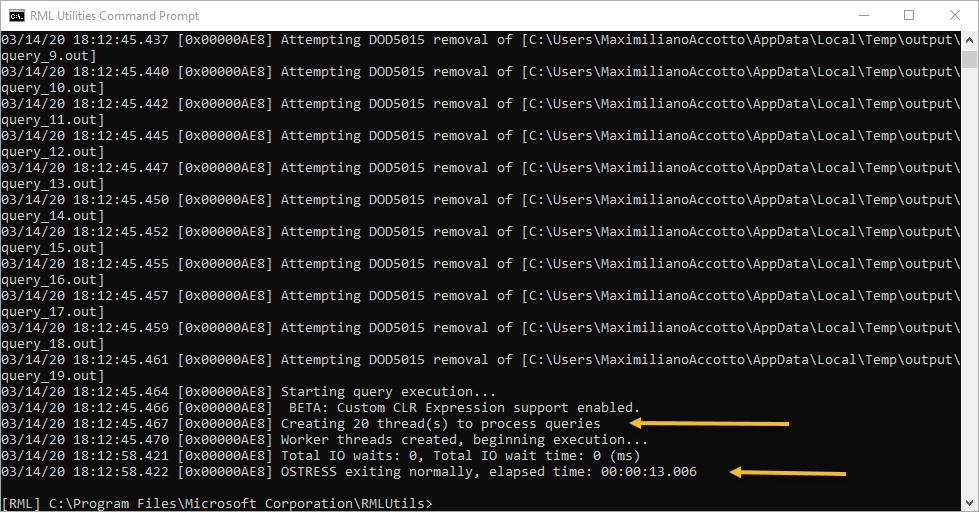 RML Utilities Command Prompt
03/14/20 18:12:45.437 [0x00000AE8] Attempting DOD5015 removal of [C:\Users\MaximilianoAccotto\AppData\Local\Temp\output\
query_9.out]
03/14/20 18:12:45.440 [0x00000AE8] Attempting DOD5015 removal of [C:\Users\MaximilianoAccotto\AppData\Local\Temp\output\
query_10.out]
03/14/20 18:12:45.442 [0x00000AE8] Attempting DOD5015 removal of [C:\Users\MaximilianoAccotto\AppData\Local\Temp\output\
query_11.out]
03/14/20 18:12:45.445 [0x00000AE8] Attempting DOD5015 removal of [C:\Users\MaximilianoAccotto\AppData\Local\Temp\output\
query_12.out]
03/14/20 18:12:45.447 [0x00000AE8] Attempting DOD5015 removal of [C:\Users\MaximilianoAccotto\AppData\Local\Temp\output\
query_13.out]
03/14/20 18:12:45.450 [0x00000AE8] Attempting DOD5015 removal of [C:\Users\MaximilianoAccotto\AppData\Local\Temp\output\
query_14.out]
03/14/20 18:12:45.452 [0x00000AE8] Attempting DOD5015 removal of [C:\Users\MaximilianoAccotto\AppData\Local\Temp\output\
query_15.out]
03/14/20 18:12:45.455 [0x00000AE8] Attempting DOD5015 removal of [C:\Users\MaximilianoAccotto\AppData\Local\Temp\output\
query_16.out]
03/14/20 18:12:45.457 [0x00000AE8] Attempting DOD5015 removal of [C:\Users\MaximilianoAccotto\AppData\Local\Temp\output\
query_17.out]
03/14/20 18:12:45.459 [0x00000AE8] Attempting DOD5015 removal of [C:\Users\MaximilianoAccotto\AppData\Local\Temp\output\
query_18.out]
03/14/20 18:12:45.461 [0x00000AE8] Attempting DOD5015 removal of [C:\Users\MaximilianoAccotto\AppData\Local\Temp\output\
query_19.out]
03/14/20 18:12:45.464 [0x00000AE8] Starting query execution...
03/14/20 18:12:45.466 [0x00000AE8]  BETA: Custom CLR Expression support enabled.
03/14/20 18:12:45.467 [0x00000AE8] Creating 20 thread(s) to process queries
03/14/20 18:12:45.470 [0x00000AE8] Worker threads created, beginning execution...
03/14/20 18:12:58.421 [0x00000AE8] Total IO waits: 0, Total IO wait time: 0 (ms)
03/14/20 18:12:58.422 [0x00000AE8] OSTRESS exiting normally, elapsed time: 00:00:13.006
[RML] C:\Program Files\Microsoft Corporation\RMLUtils>